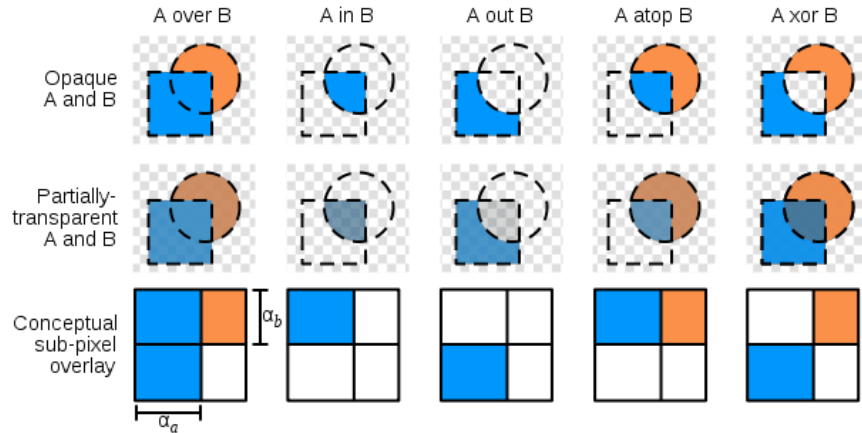 A over B
A in B
A out B
A atop B
A xor B
Opaque
A and B
Partially-
transparent
A and B
Conceptual
sub-pixel
overlay
αb
αa